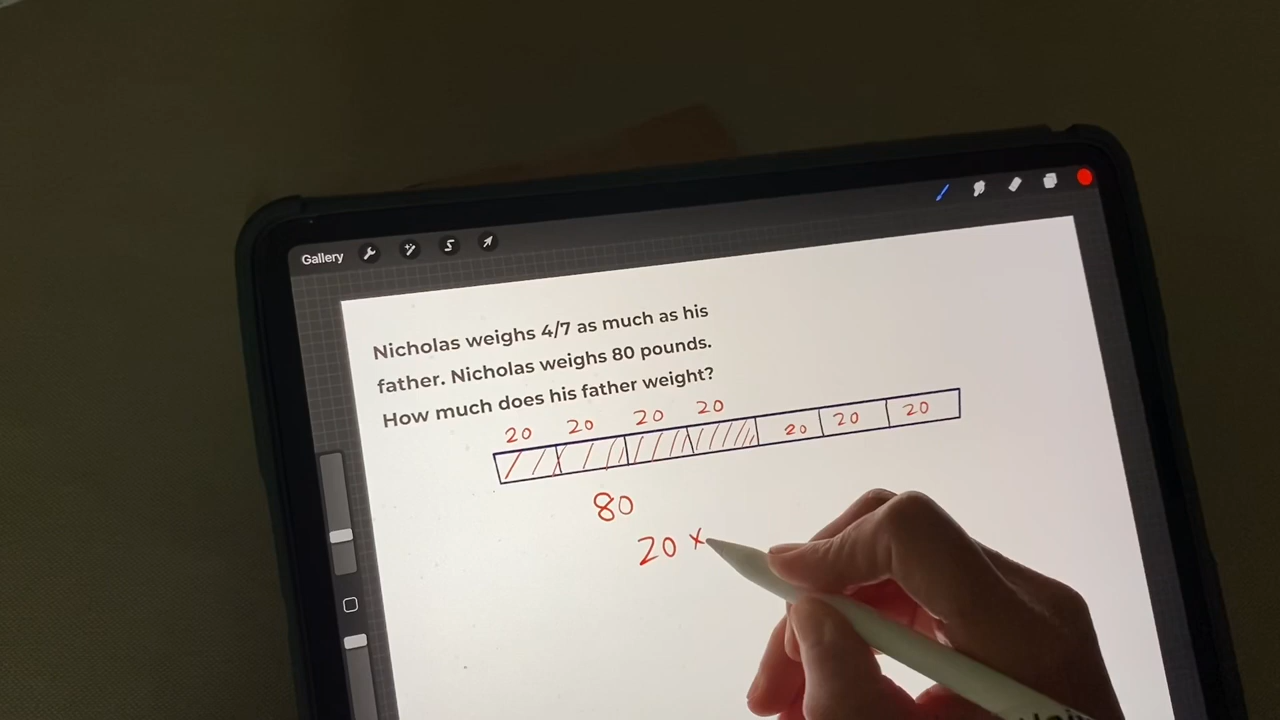 Gallery
Nicholas weighs 4/7 as much as his
father. Nicholas weighs 80 pounds.
How much does his father weight?
20 20 20 20
20 20 20
80
20 ×